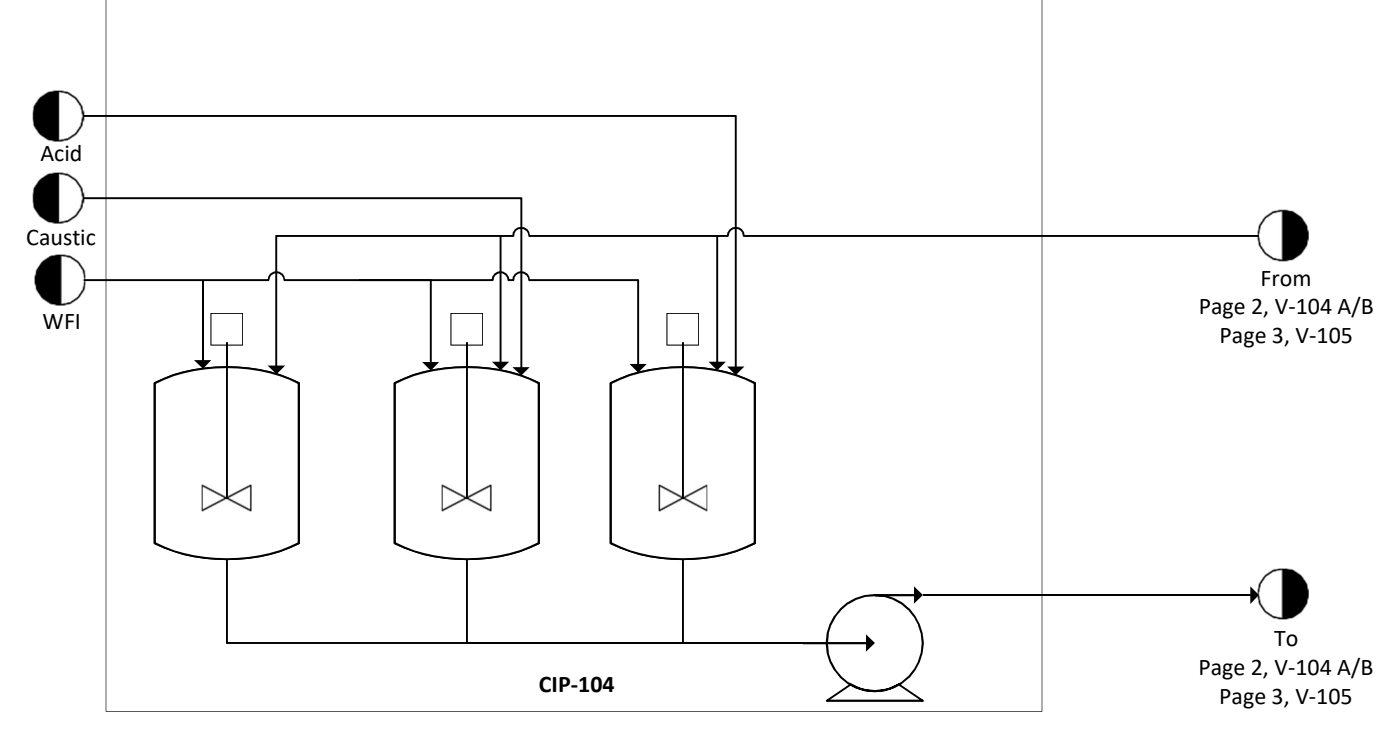 Acid
Caustic
WFI
From
Page 2, V-104 A/B
Page 3, V-105
To
Page 2, V-104 A/B
Page 3, V-105
CIP-104